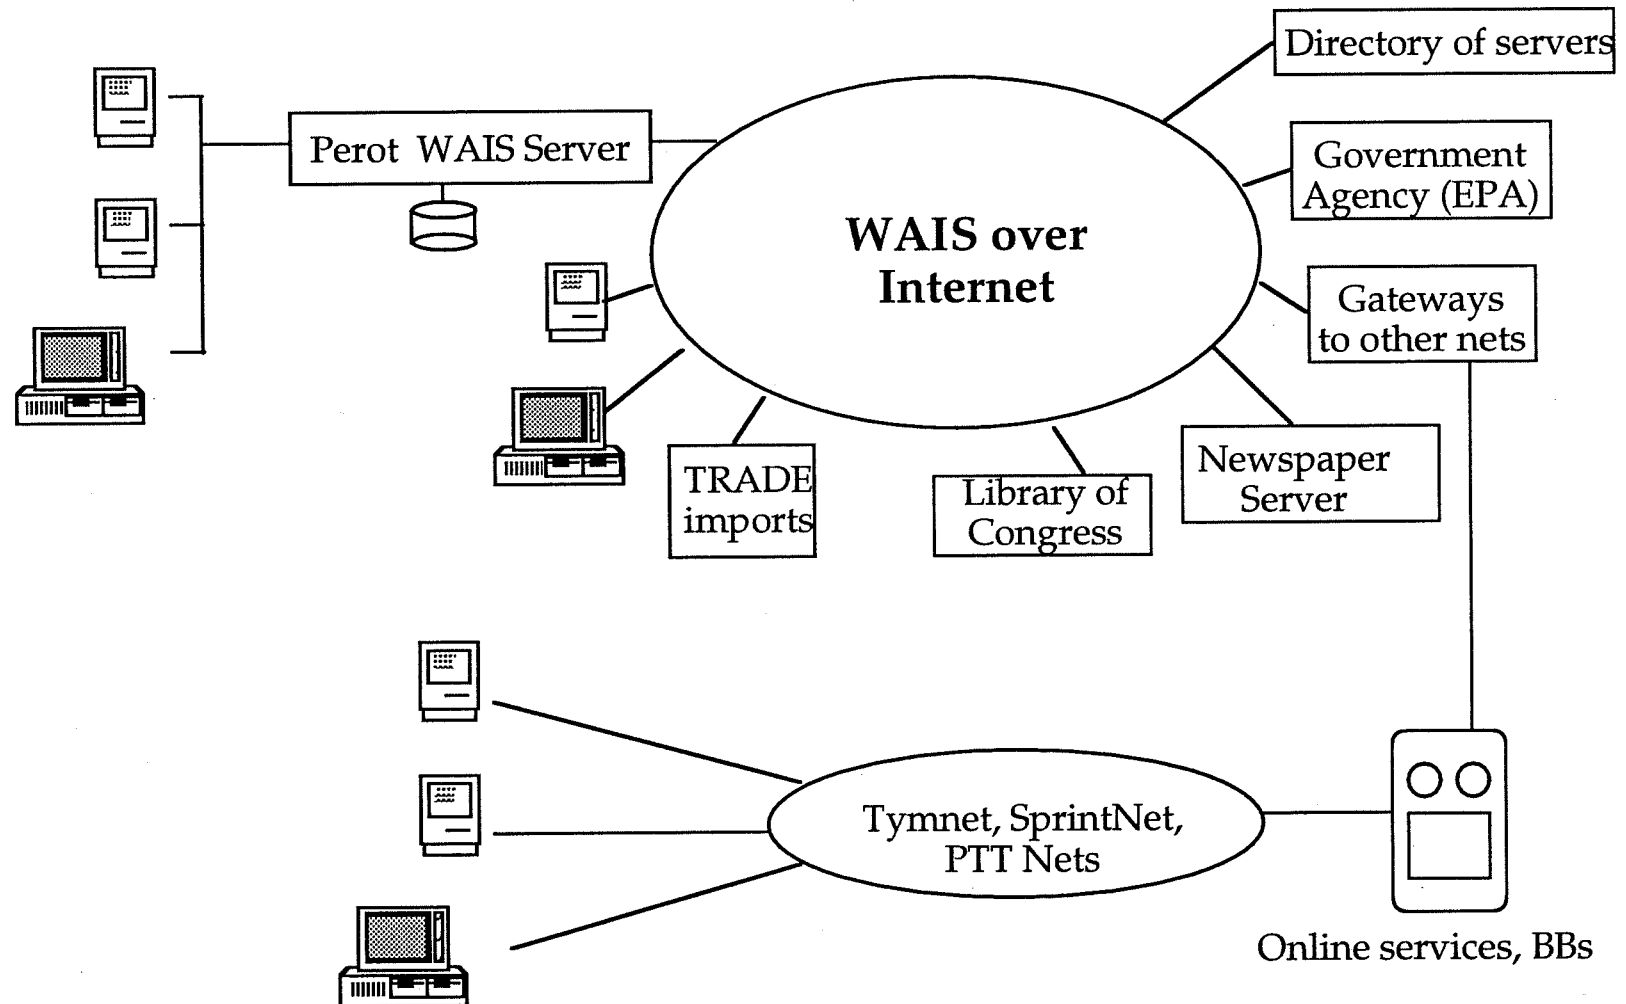 Directory of servers
Perot WAIS Server
Government
Agency (EPA)
WAIS over
Internet
Gateways
to other nets
Newspaper
Server
TRADE
imports
Library of
Congress
Tymnet, SprintNet,
PTT Nets
Online services, BBs